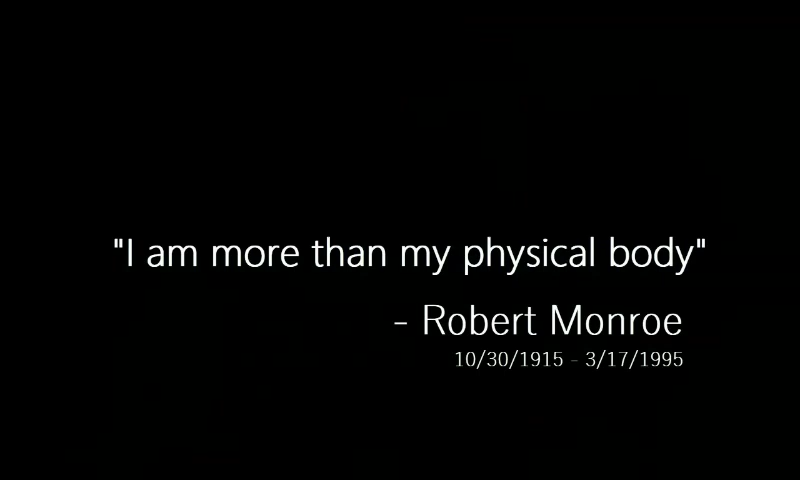 "I am more than my physical body"
- Robert Monroe
10/30/1915 - 3/17/1995